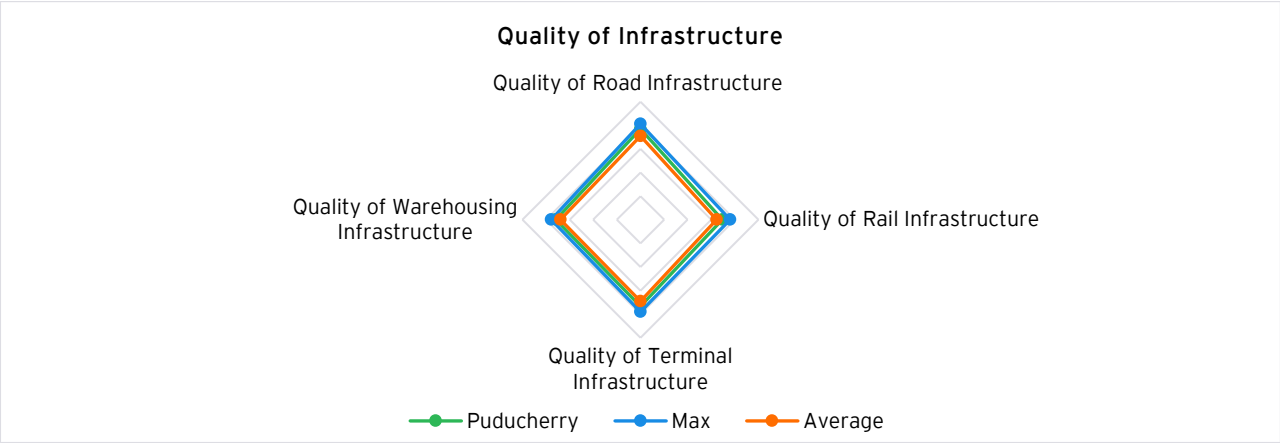 Quality of Infrastructure
Quality of Road Infrastructure
Quality of Warehousing
Infrastructure
Quality of Rail Infrastructure
Quality of Terminal
Infrastructure
Puducherry Max Average